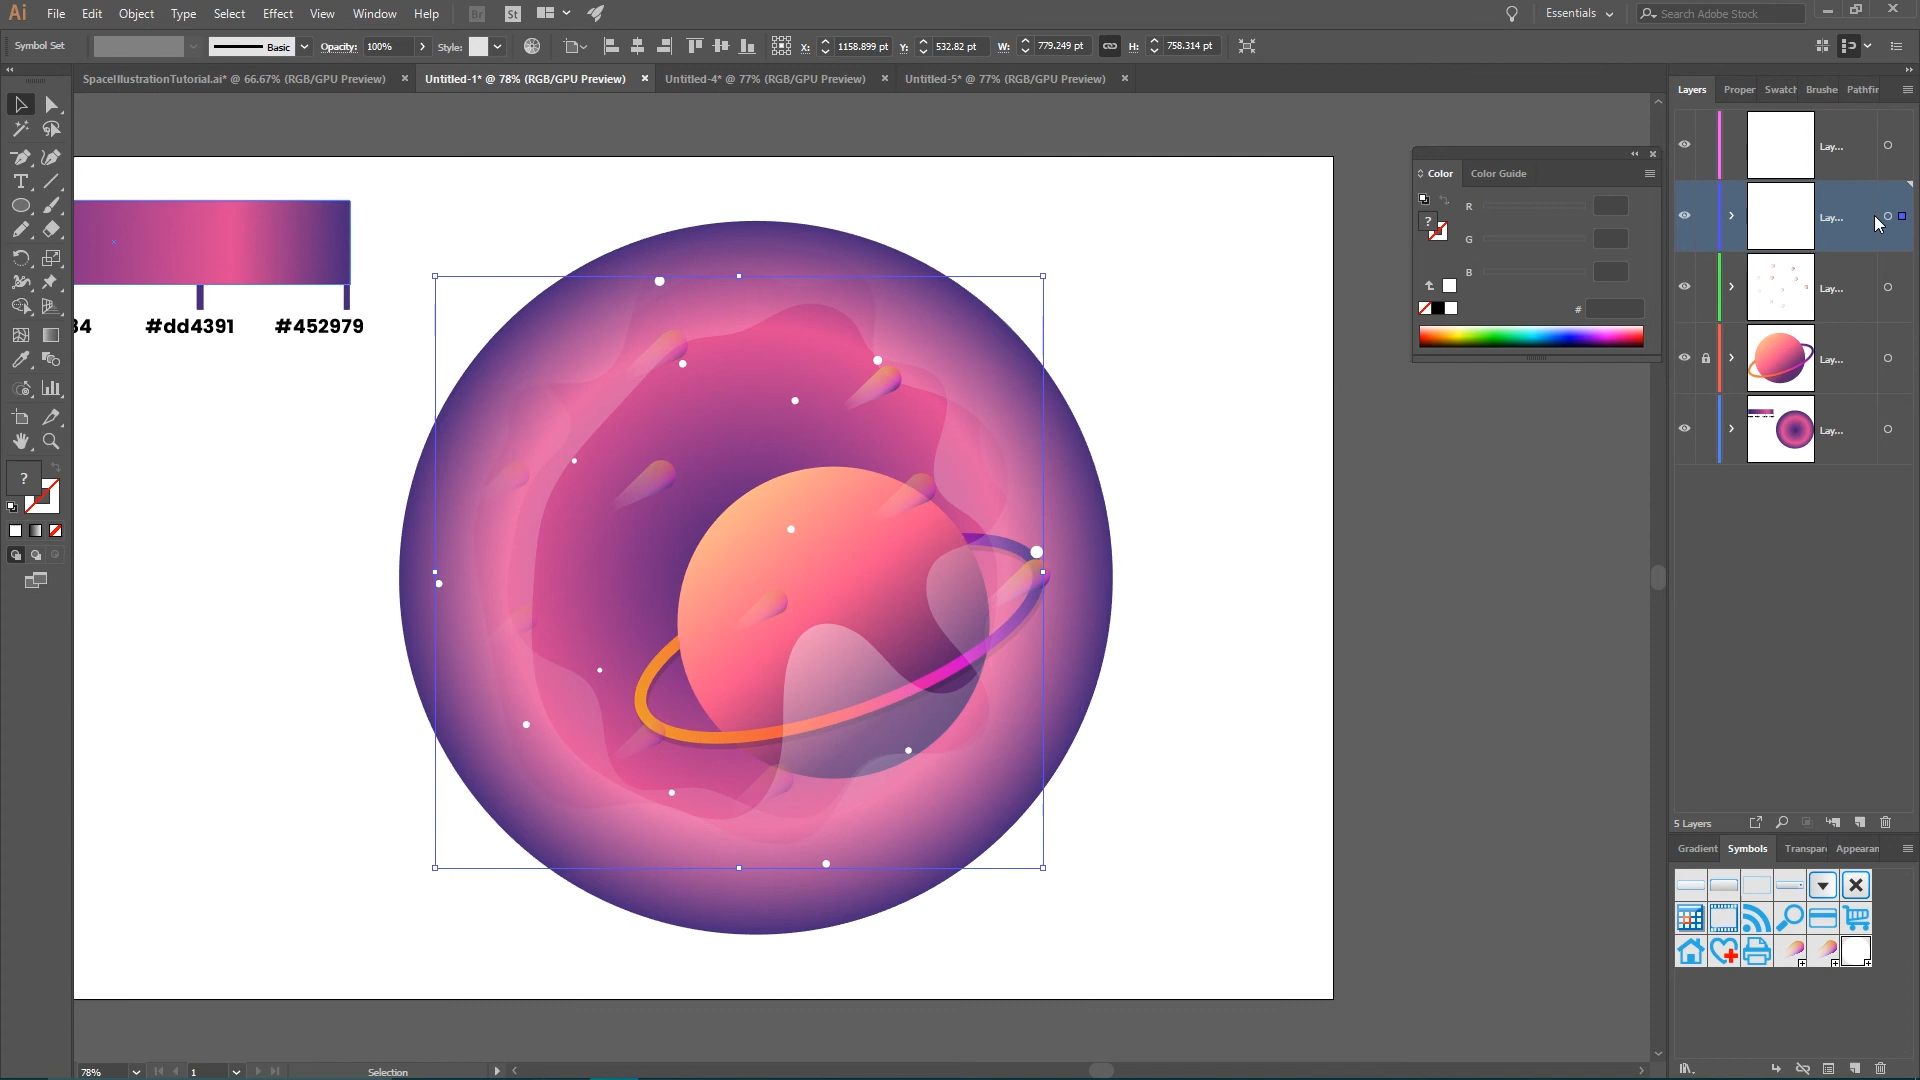 Ai File Edit Object Type Select Effect View Window Help Br St Essentials Search Adobe Stock
Symbol Set Basic Opacity: 100% Style: X: 1158.899 pt Y: 532.82 pt W: 779.249 pt H: 758.314 pt
SpaceIllustrationTutorial.ai* @ 66.67% (RGB/GPU Preview) Untitled-1* @ 78% (RGB/GPU Preview) Untitled-4* @ 77% (RGB/GPU Preview) Untitled-5* @ 77% (RGB/GPU Preview)
Layers Proper Swatch Brushe Pathfir
Lay...
Color Color Guide
R
Lay...
G
B
Lay...
#
34 #dd4391 #452979
Lay...
Lay...
?
?
5 Layers
Gradient Symbols Transpar Appearan
78% 1 Selection